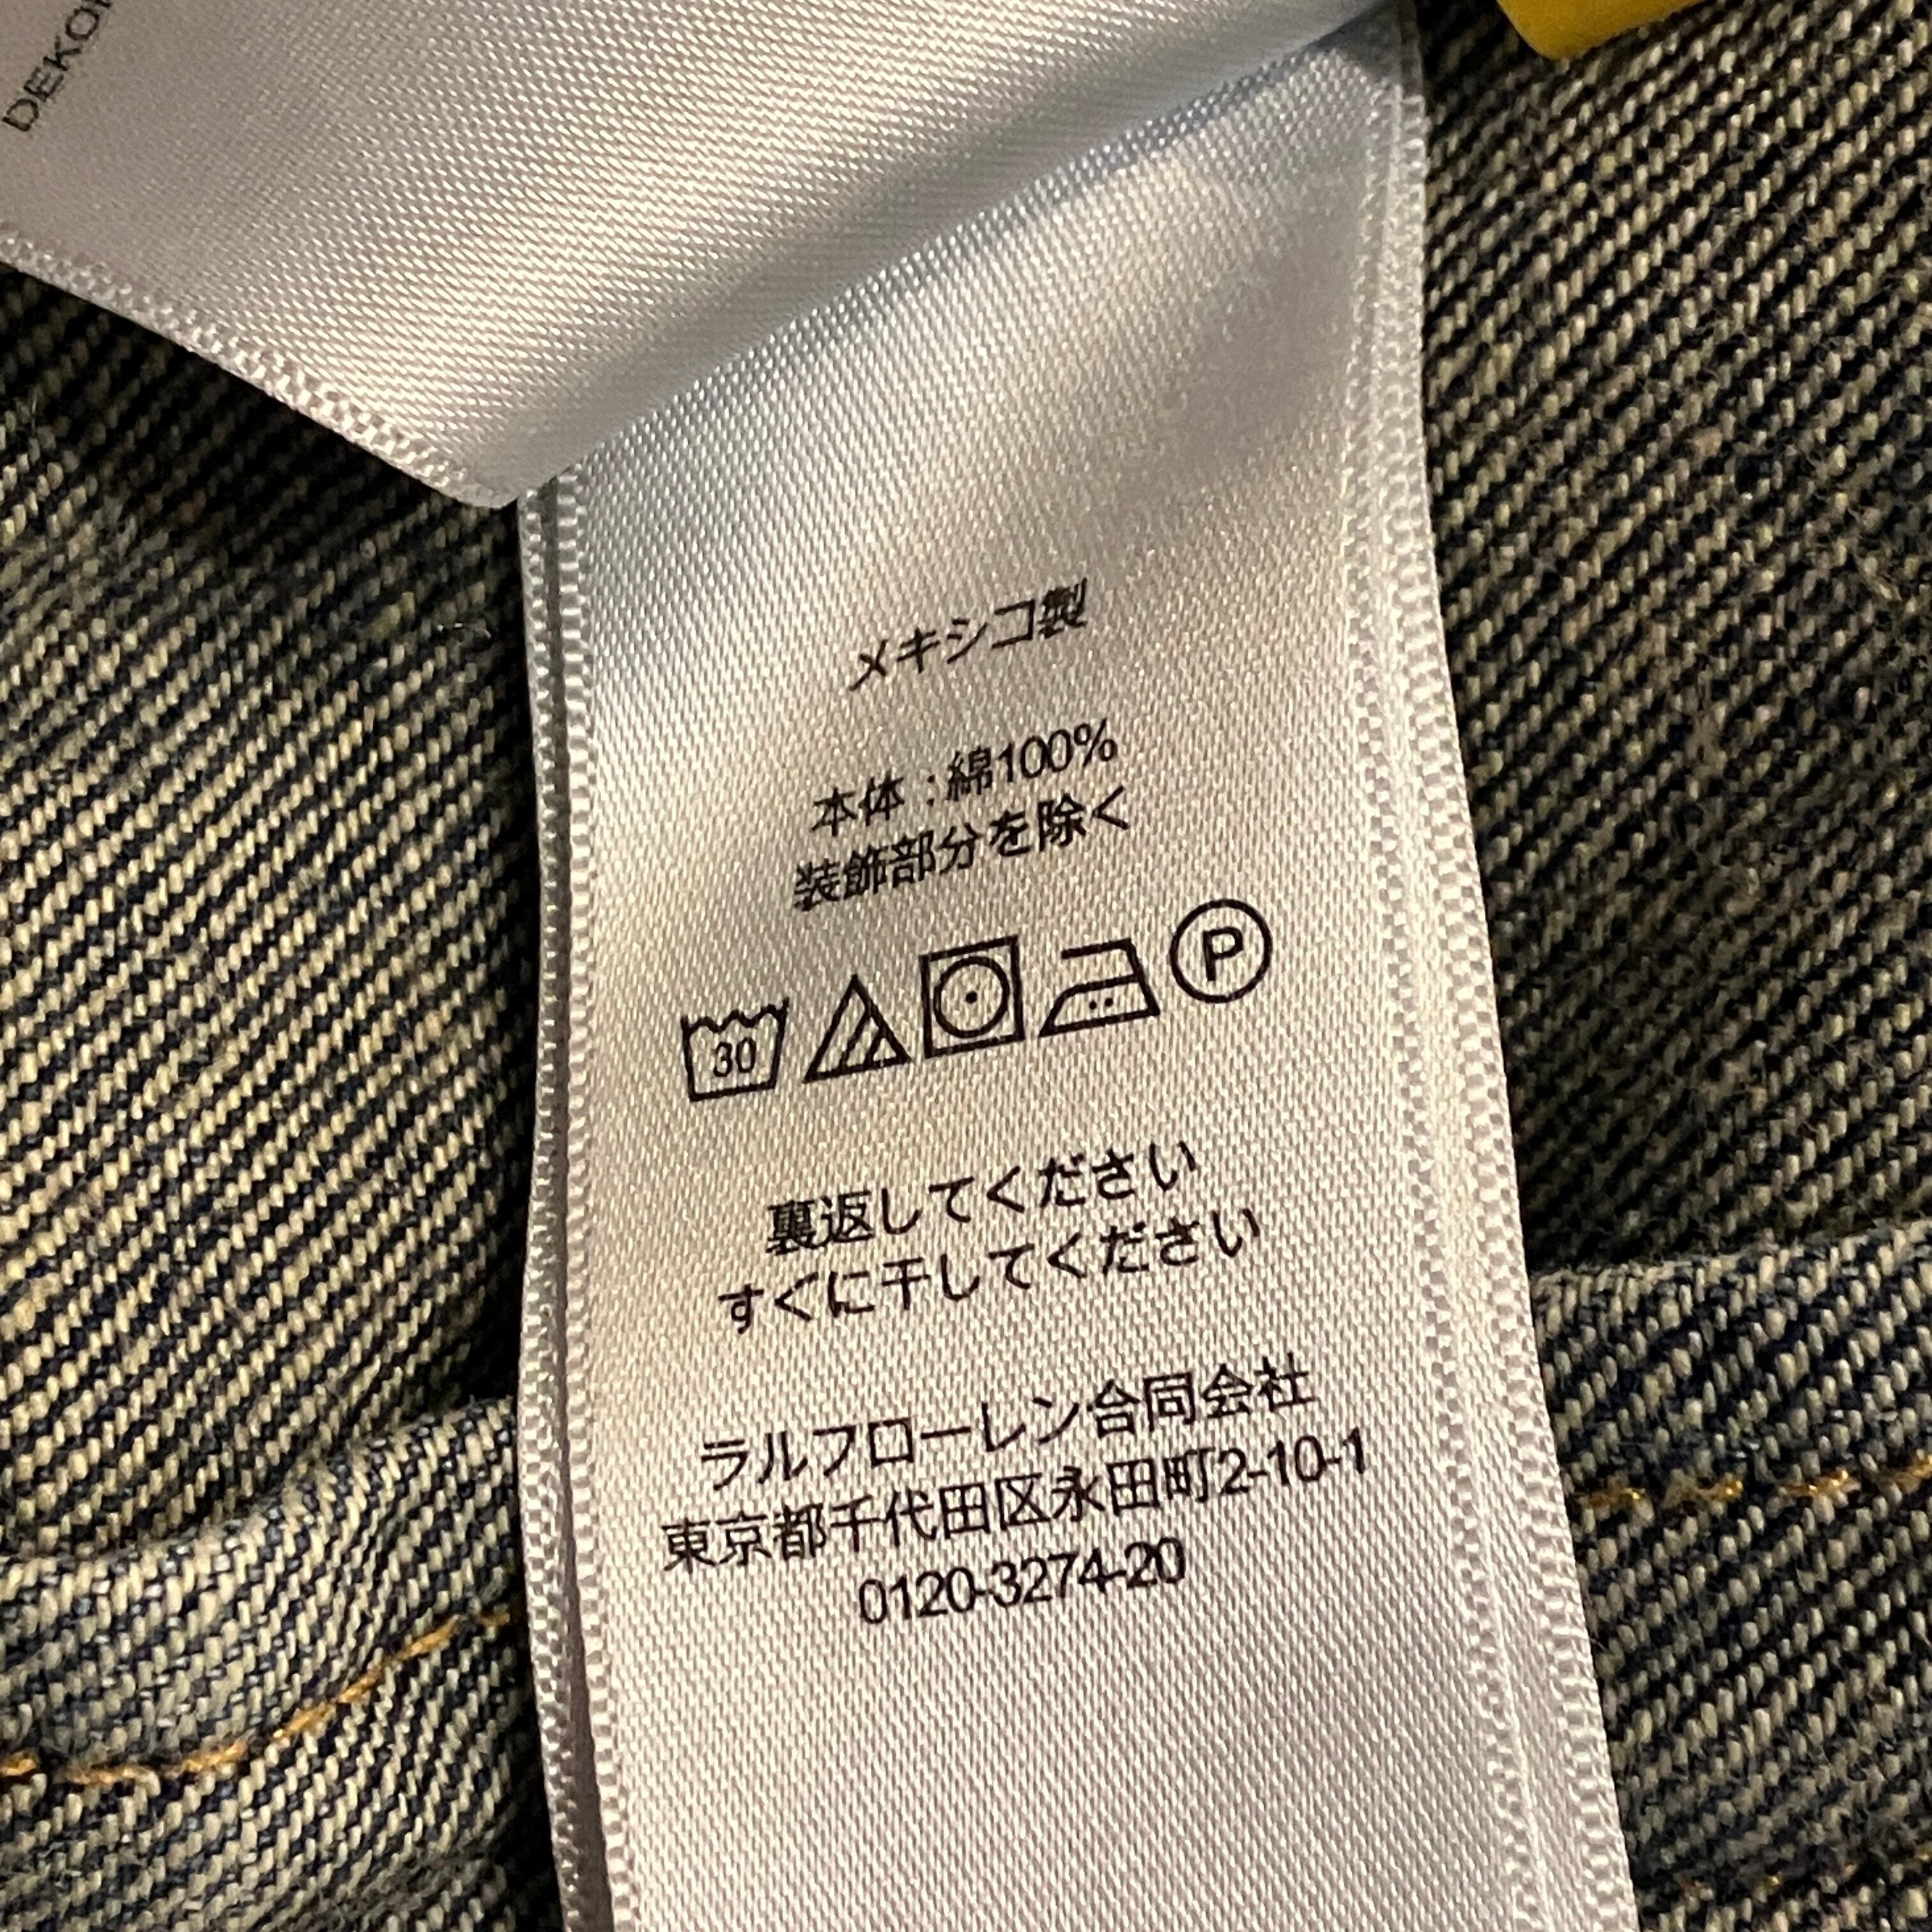 メキシコ製
本体 : 綿100%
装飾部分を除く
30
P
裏返してください
すぐに干してください
ラルフローレン合同会社
東京都千代田区永田町2-10-1
0120-3274-20